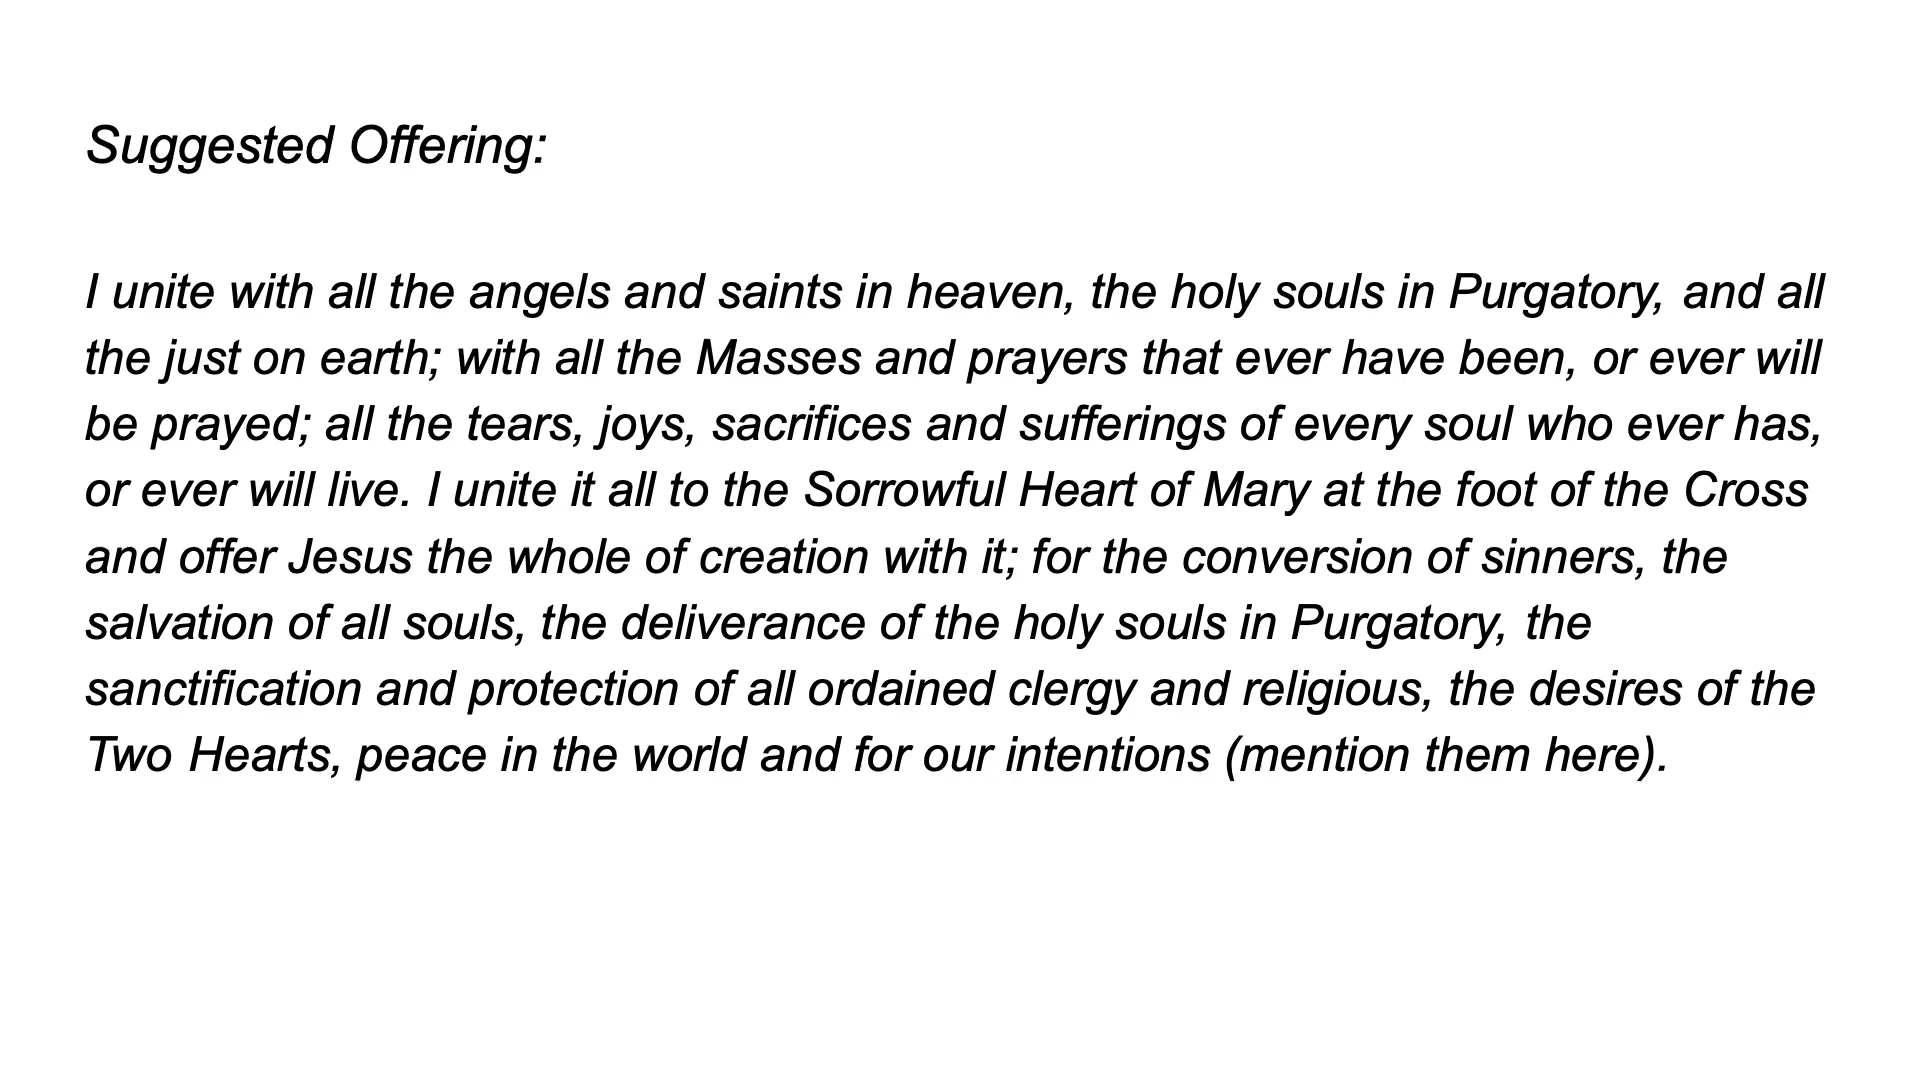 Suggested Offering:
I unite with all the angels and saints in heaven, the holy souls in Purgatory, and all
the just on earth; with all the Masses and prayers that ever have been, or ever will
be prayed; all the tears, joys, sacrifices and sufferings of every soul who ever has,
or ever will live. I unite it all to the Sorrowful Heart of Mary at the foot of the Cross
and offer Jesus the whole of creation with it; for the conversion of sinners, the
salvation of all souls, the deliverance of the holy souls in Purgatory, the
sanctification and protection of all ordained clergy and religious, the desires of the
Two Hearts, peace in the world and for our intentions (mention them here).